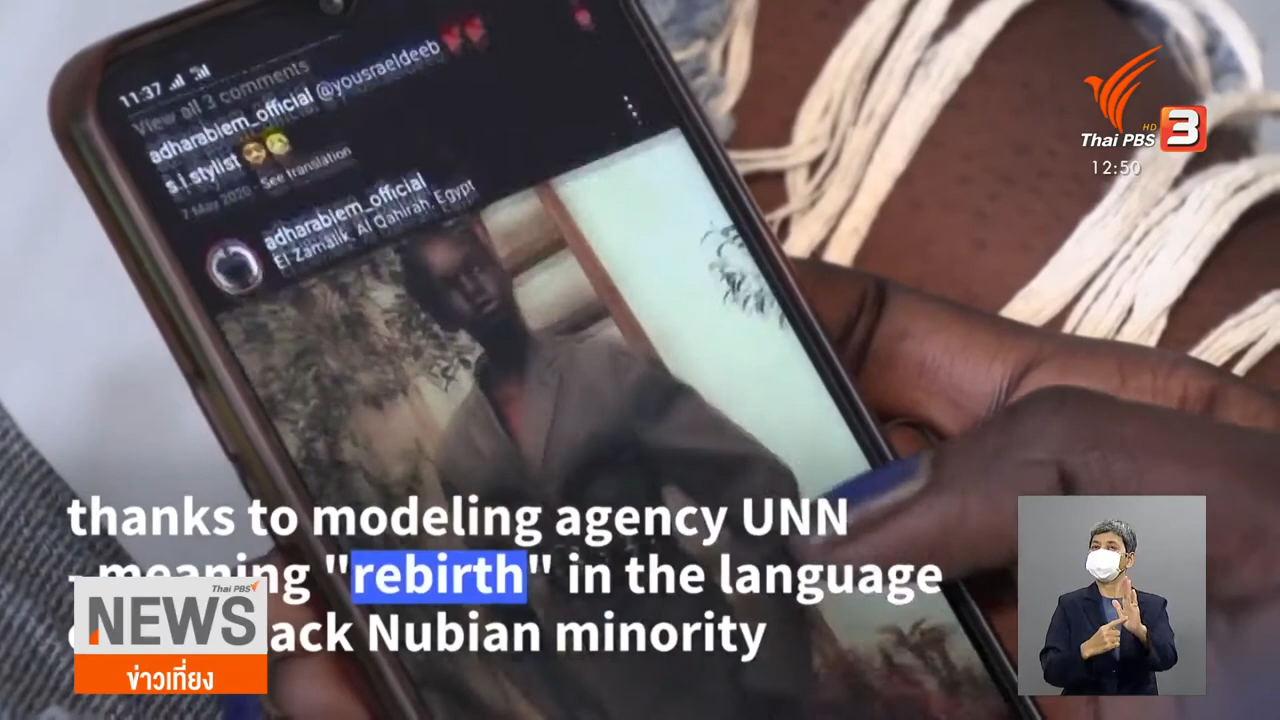 11:37
View all 3 comments
adharabiem_official @yousraeldeeb
s.i.stylist
7 May 2020 · See translation
adharabiem_official
El-Zamalik, Al Qahirah, Egypt
Thai PBS HD 3
12:50
thanks to modeling agency UNN
- meaning "rebirth" in the language
ack Nubian minority
Thai PBS
NEWS
ข่าวเที่ยง